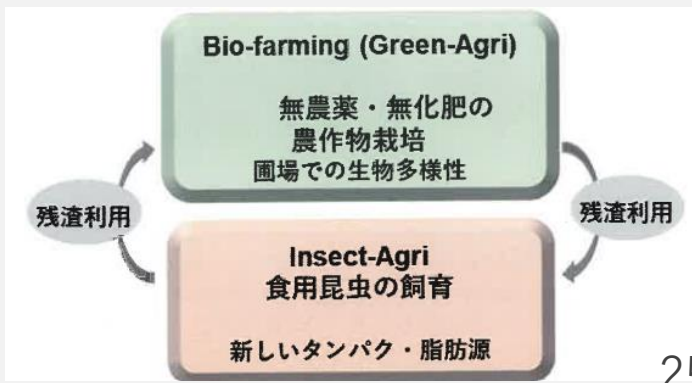 Bio-farming (Green-Agri)
無農薬・無化肥の
農作物栽培
圃場での生物多様性
残渣利用
残渣利用
Insect-Agri
食用昆虫の飼育
新しいタンパク・脂肪源